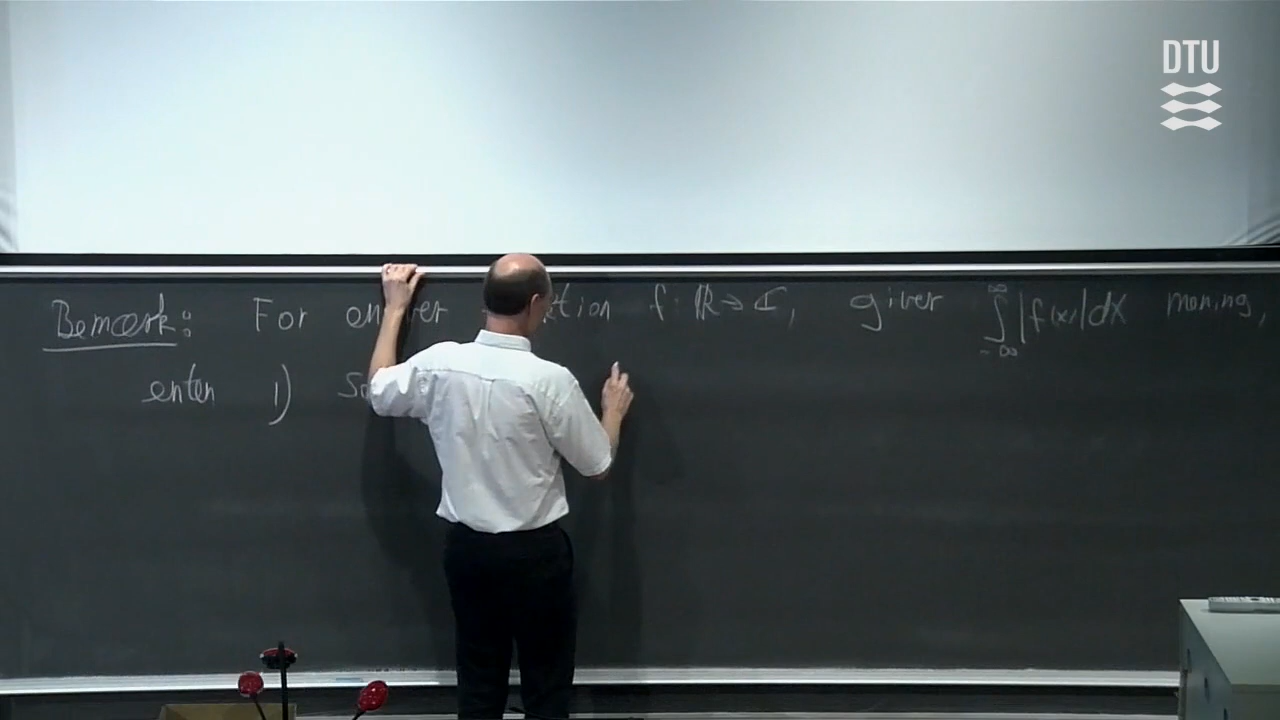 DTU
Bemærk: For enhver funktion f: ℝ→ℂ, giver ∫_{-∞}^{∞} |f(x)|dx mening,
enten 1)